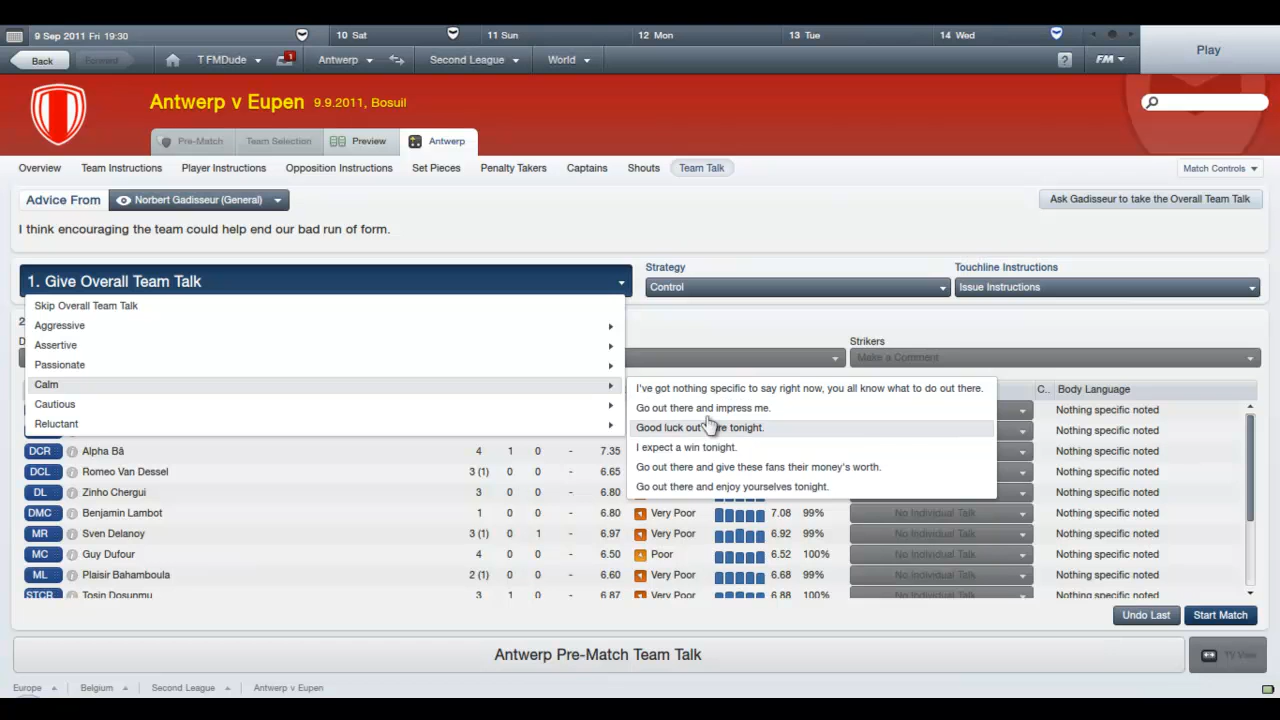 9 Sep 2011 Fri 19:30 10 Sat 11 Sun 12 Mon 13 Tue 14 Wed
Play
Back Forward T FMDude 1 Antwerp Second League World ? FM
Antwerp v Eupen 9.9.2011, Bosuil
Pre-Match Team Selection Preview Antwerp
Overview Team Instructions Player Instructions Opposition Instructions Set Pieces Penalty Takers Captains Shouts Team Talk Match Controls
Advice From Norbert Gadisseur (General) Ask Gadisseur to take the Overall Team Talk
I think encouraging the team could help end our bad run of form.
Strategy Touchline Instructions
1. Give Overall Team Talk Control Issue Instructions
Skip Overall Team Talk
Aggressive
Assertive Strikers
Passionate Make a Comment
Calm I've got nothing specific to say right now, you all know what to do out there. C.. Body Language
Cautious Go out there and impress me. Nothing specific noted
Reluctant Good luck out tonight. Nothing specific noted
I expect a win tonight.
DCR Alpha Bâ 4 1 0 - 7.35 Nothing specific noted
DCL Romeo Van Dessel 3 (1) 0 0 - 6.80 Go out there and give these fans their money's worth. Nothing specific noted
DL Zinho Chergui 3 0 0 - 6.80 Go out there and enjoy yourselves tonight. Nothing specific noted
DMC Benjamin Lambot 1 0 0 - 6.80 Very Poor 7.08 99% No Individual Talk Nothing specific noted
MR Sven Delanoy 3 (1) 0 1 - 6.97 Very Poor 6.92 99% No Individual Talk Nothing specific noted
MC Guy Dufour 4 0 0 - 6.50 Poor 6.52 100% No Individual Talk Nothing specific noted
ML Plaisir Bahamboula 2 (1) 0 0 - 6.60 Very Poor 6.68 99% No Individual Talk Nothing specific noted
STCR Tosin Dosunmu 3 1 0 - 6.87 Very Poor 6.88 100% No Individual Talk Nothing specific noted
Undo Last Start Match
Antwerp Pre-Match Team Talk TV View
Europe Belgium Second League Antwerp v Eupen